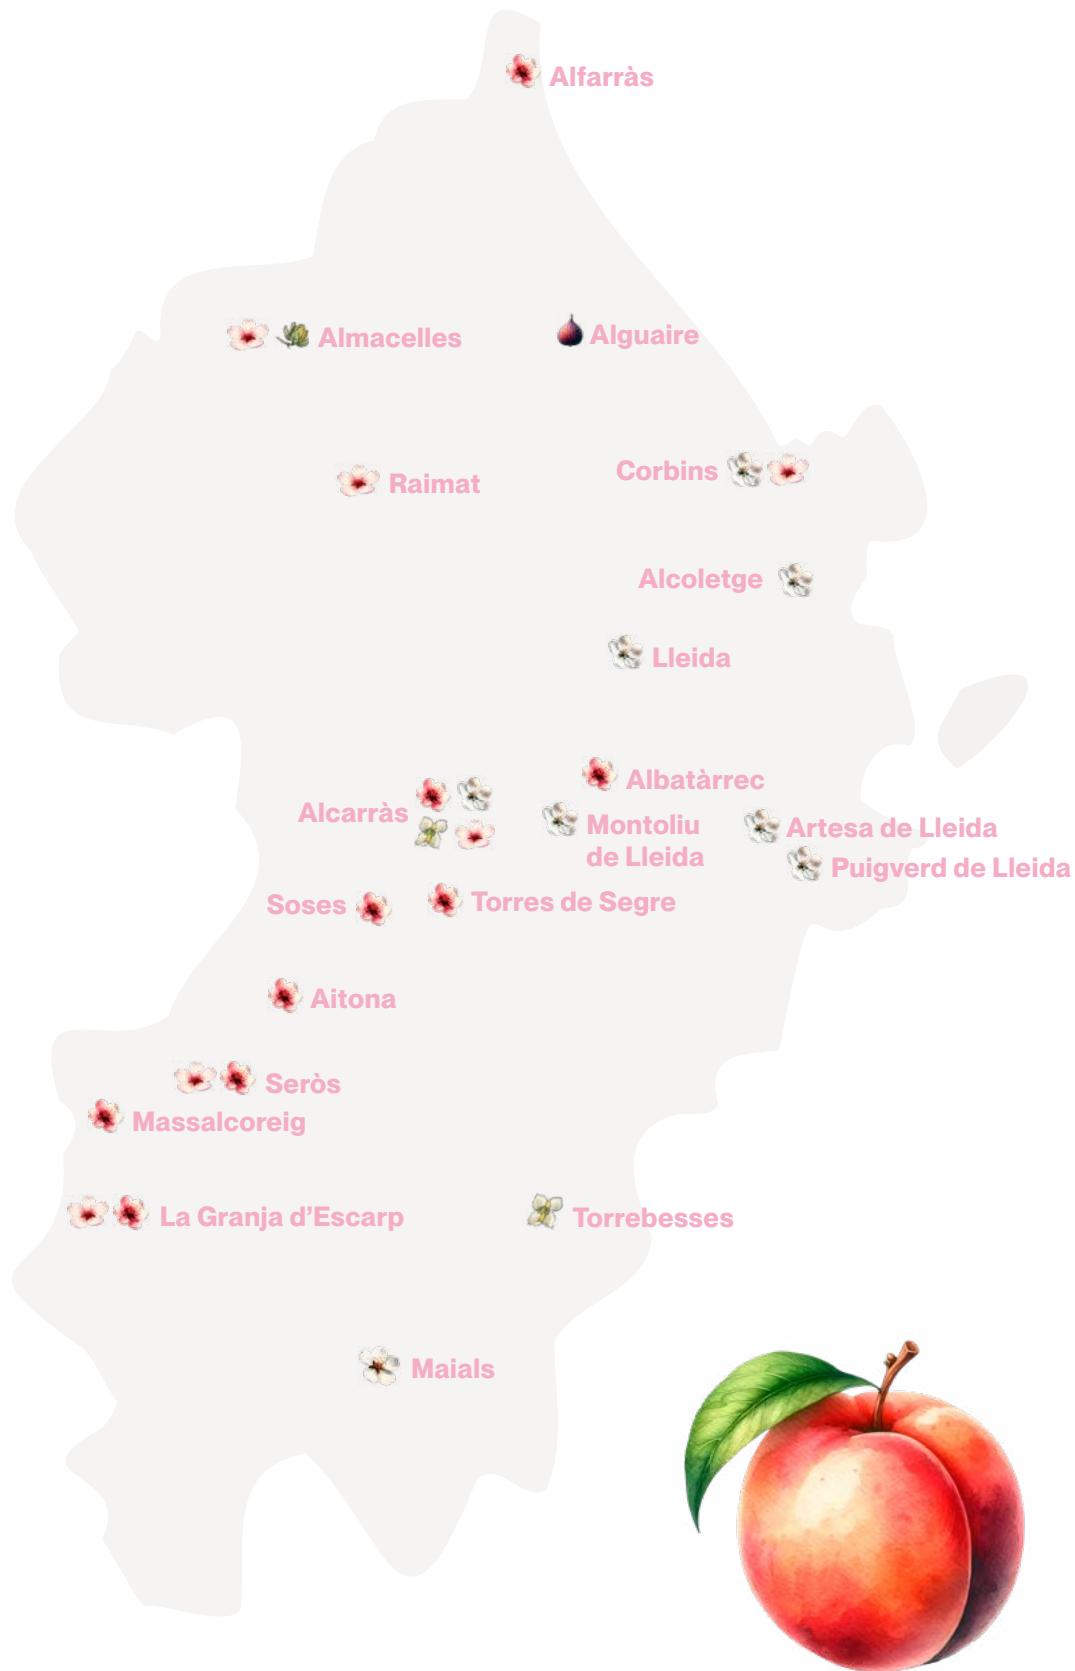 Alfarràs
Almacelles
Alguaire
Raimat
Corbins
Alcoletge
Lleida
Albatàrrec
Alcarràs
Montoliu
de Lleida
Artesa de Lleida
Puigverd de Lleida
Soses
Torres de Segre
Aitona
Seròs
Massalcoreig
La Granja d’Escarp
Torrebesses
Maials